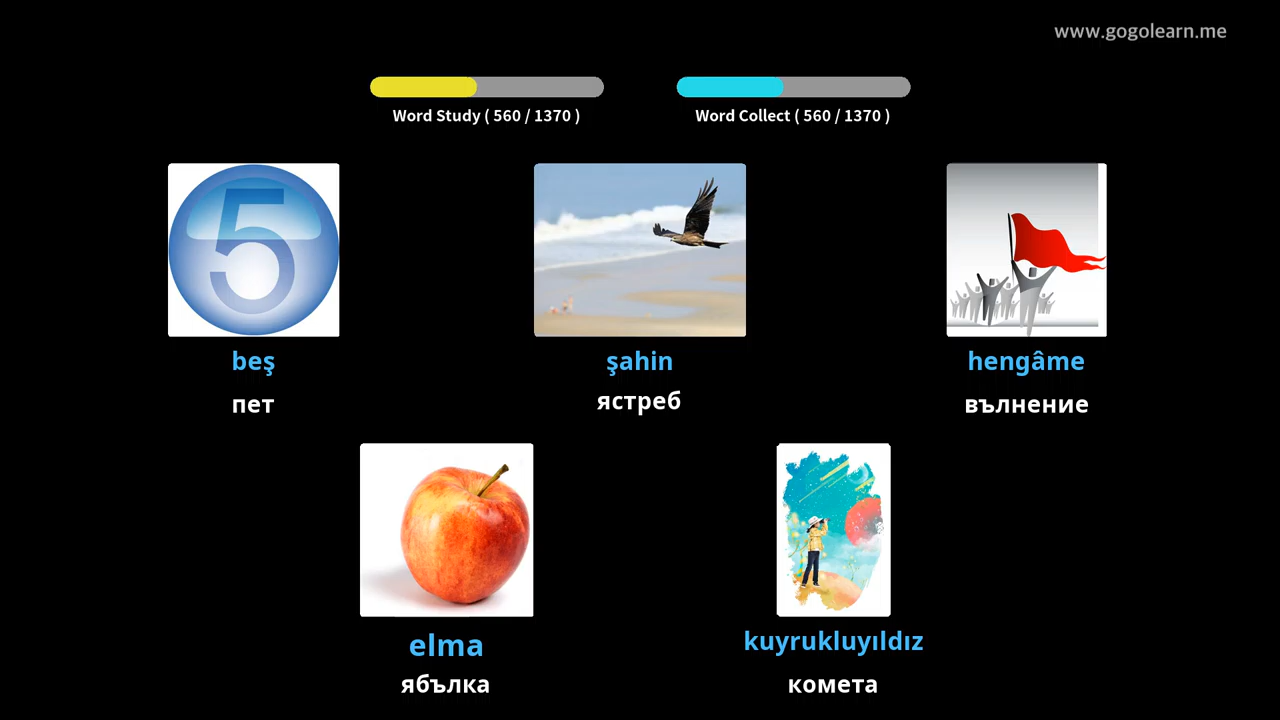 www.gogolearn.me
Word Study ( 560 / 1370 )
Word Collect ( 560 / 1370 )
5
beş
şahin
hengâme
пет
ястреб
вълнение
elma
kuyrukluyıldız
ябълка
комета